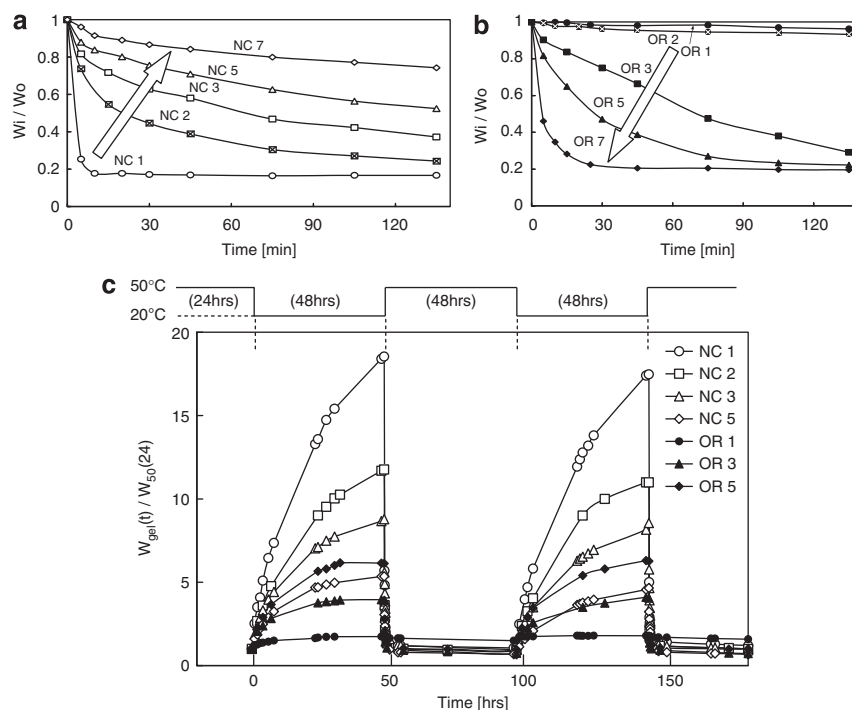 a
Wi / Wo
1
0.8
0.6
0.4
0.2
0
NC 7
NC 5
NC 3
NC 2
NC 1
0 30 60 90 120
Time [min]
b
Wi / Wo
1
0.8
0.6
0.4
0.2
0
OR 2
OR 1
OR 3
OR 5
OR 7
0 30 60 90 120
Time [min]
c
50°C
20°C
(24hrs) (48hrs) (48hrs) (48hrs)
W_gel(t) / W_50(24)
20
15
10
5
0
NC 1
NC 2
NC 3
NC 5
OR 1
OR 3
OR 5
0 50 100 150
Time [hrs]